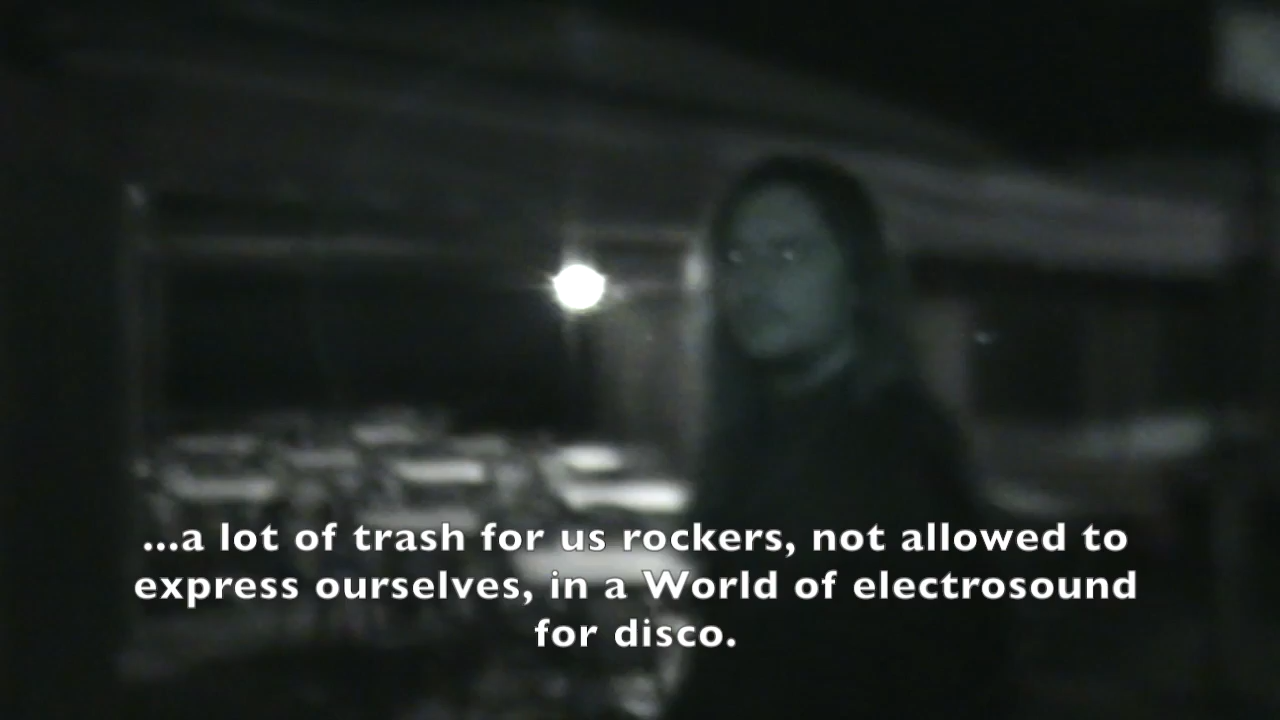 ...a lot of trash for us rockers, not allowed to
express ourselves, in a World of electrosound
for disco.